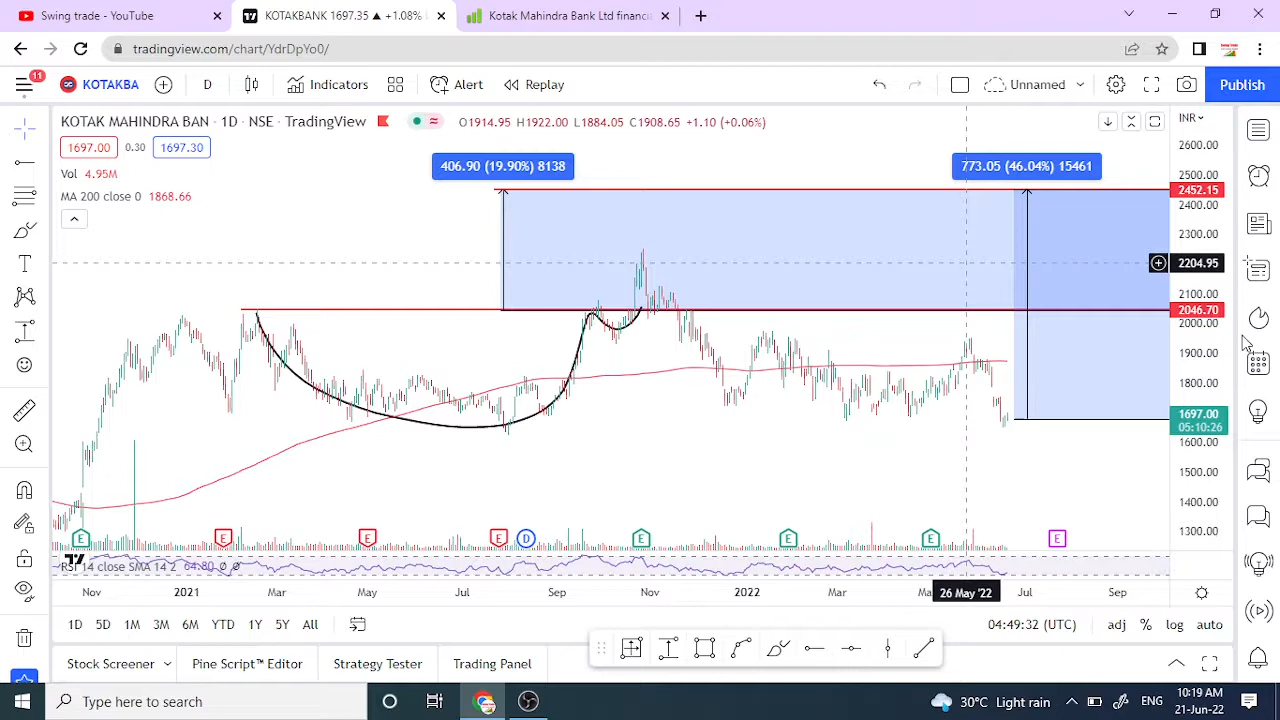 Swing trade - YouTube
KOTAKBANK 1697.35 ▲ +1.08%
Kotak Mahindra Bank Ltd financi
tradingview.com/chart/YdrDpYo0/
11
KOTAKBA
D
Indicators
Alert
Replay
Unnamed
Publish
KOTAK MAHINDRA BAN · 1D · NSE · TradingView
O1914.95 H1922.00 L1884.05 C1908.65 +1.10 (+0.06%)
INR
1697.00
0.30
1697.30
Vol 4.95M
MA 200 close 0 1868.66
406.90 (19.90%) 8138
773.05 (46.04%) 15461
2600.00
2500.00
2452.15
2400.00
2300.00
2204.95
2100.00
2046.70
2000.00
1900.00
1800.00
1697.00
05:10:26
1600.00
1500.00
1400.00
1300.00
E E E E D E E E E
RSI 14 close SMA 14 2 64.80 ∅ ∅
Nov 2021 Mar May Jul Sep Nov 2022 Mar Ma 26 May '22 Jul Sep
1D 5D 1M 3M 6M YTD 1Y 5Y All
04:49:32 (UTC)
adj % log auto
Stock Screener
Pine Script™ Editor
Strategy Tester
Trading Panel
Type here to search
30°C Light rain
ENG
10:19 AM
21-Jun-22